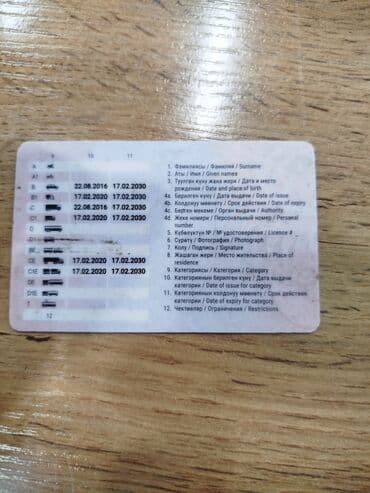 9 10 11
A
A1
B 22.08.2016 17.02.2030
B1 17.02.2020 17.02.2030
C 22.08.2016 17.02.2030
C1 17.02.2020 17.02.2030
D
D1
BE
CE 17.02.2020 17.02.2030
C1E 17.02.2020 17.02.2030
DE
D1E
T
12
1. Фамилиясы / Фамилия / Surname
2. Аты / Имя / Given names
3. Туулган күнү жана жери / Дата и место
рождения / Date and place of birth
4a. Берилген күнү / Дата выдачи / Date of issue
4b. Колдонуу мөөнөтү / Срок действия / Date of expiry
4c. Берген мекеме / Орган выдачи / Authority
4d. Жеке номери / Персональный номер / Personal
number
5. Күбөлүктүн № / № удостоверения / Licence #
6. Сүрөтү / Фотография / Photograph
7. Колу / Подпись / Signature
8. Жашаган жери / Место жительства / Place of
residence
9. Категориясы / Категория / Category
10. Категориянын берилген күнү / Дата выдачи
категории / Date of issue for category
11. Категориянын колдонуу мөөнөтү / Срок действия
категории / Date of expiry for category
12. Чектөөлөр / Ограничения / Restrictions